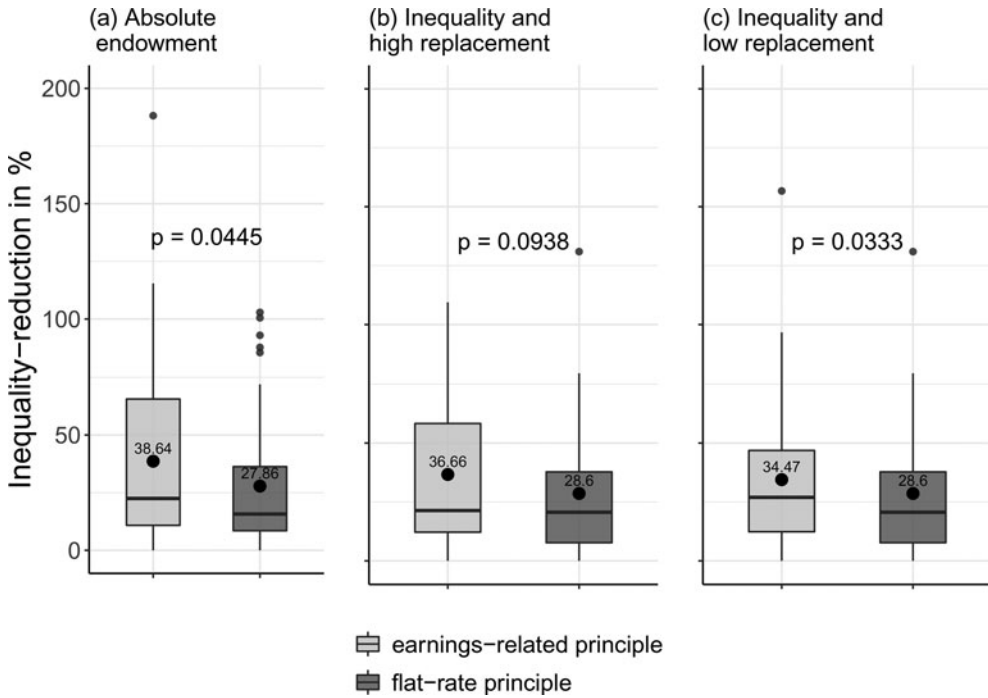 (a) Absolute
endowment
(b) Inequality and
high replacement
(c) Inequality and
low replacement
Inequality−reduction in %
200
150
100
50
0
p = 0.0445
38.64
27.86
p = 0.0938
36.66
28.6
p = 0.0333
34.47
28.6
earnings−related principle
flat−rate principle